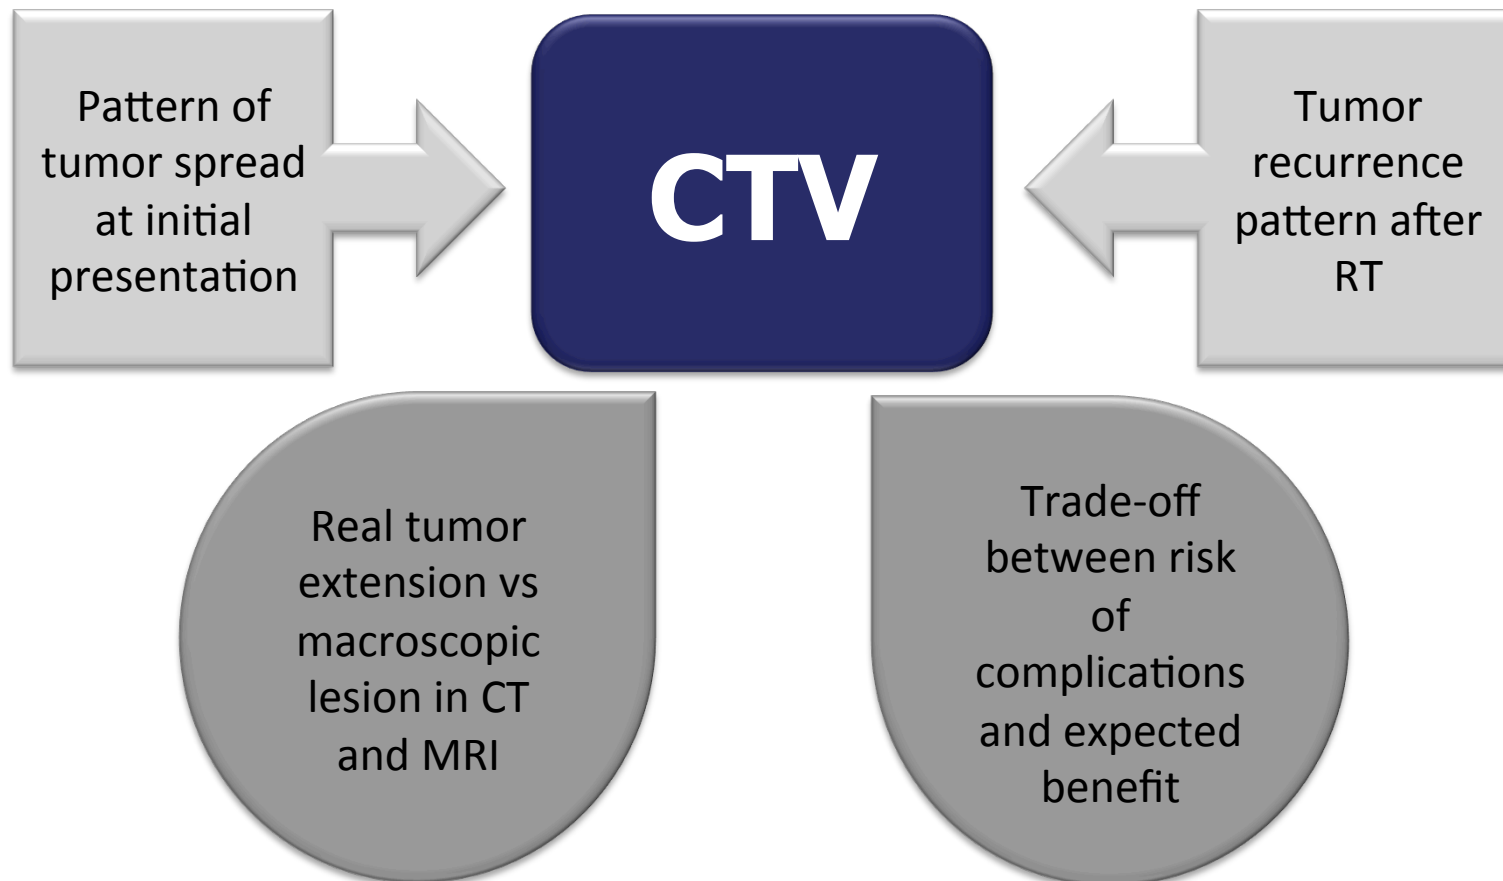 Pattern of
tumor spread
at initial
presentation
CTV
Tumor
recurrence
pattern after
RT
Real tumor
extension vs
macroscopic
lesion in CT
and MRI
Trade-off
between risk
of
complications
and expected
benefit